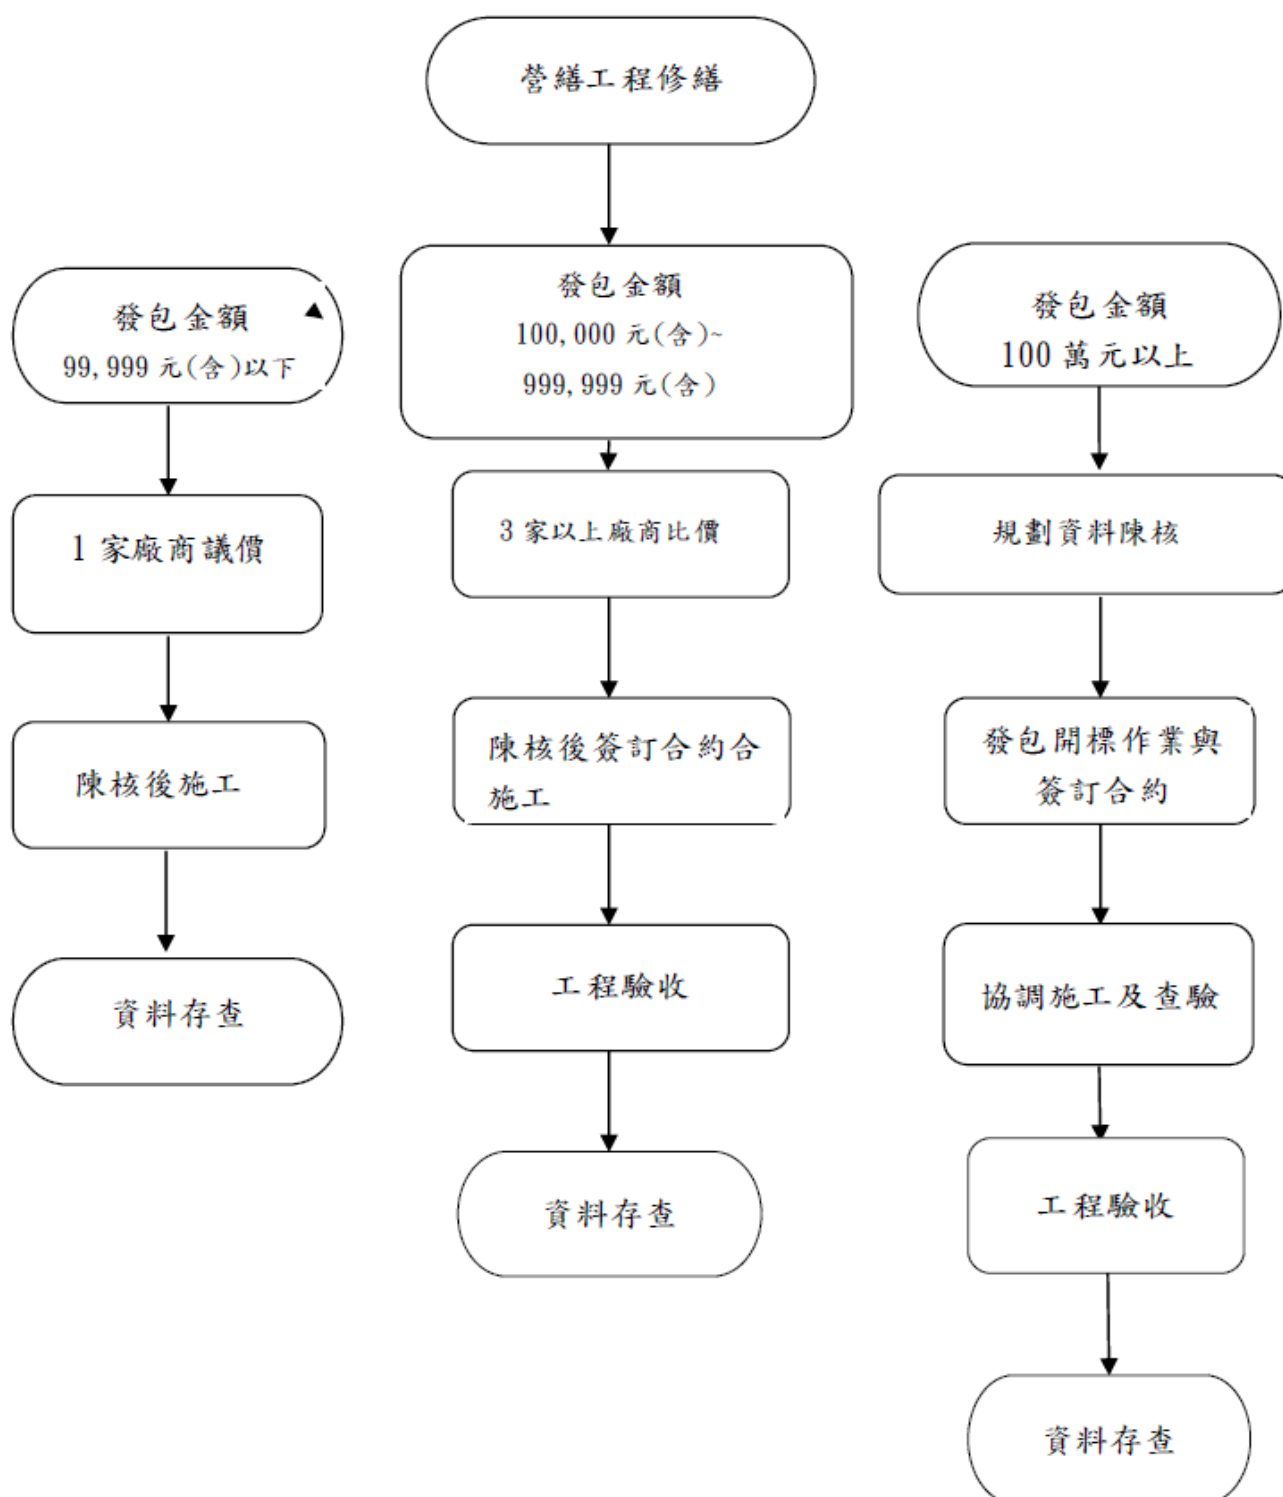 營繕工程修繕
發包金額
99,999 元(含)以下
1 家廠商議價
陳核後施工
資料存查
發包金額
100,000 元(含)~
999,999 元(含)
3 家以上廠商比價
陳核後簽訂合約合
施工
工程驗收
資料存查
發包金額
100 萬元以上
規劃資料陳核
發包開標作業與
簽訂合約
協調施工及查驗
工程驗收
資料存查